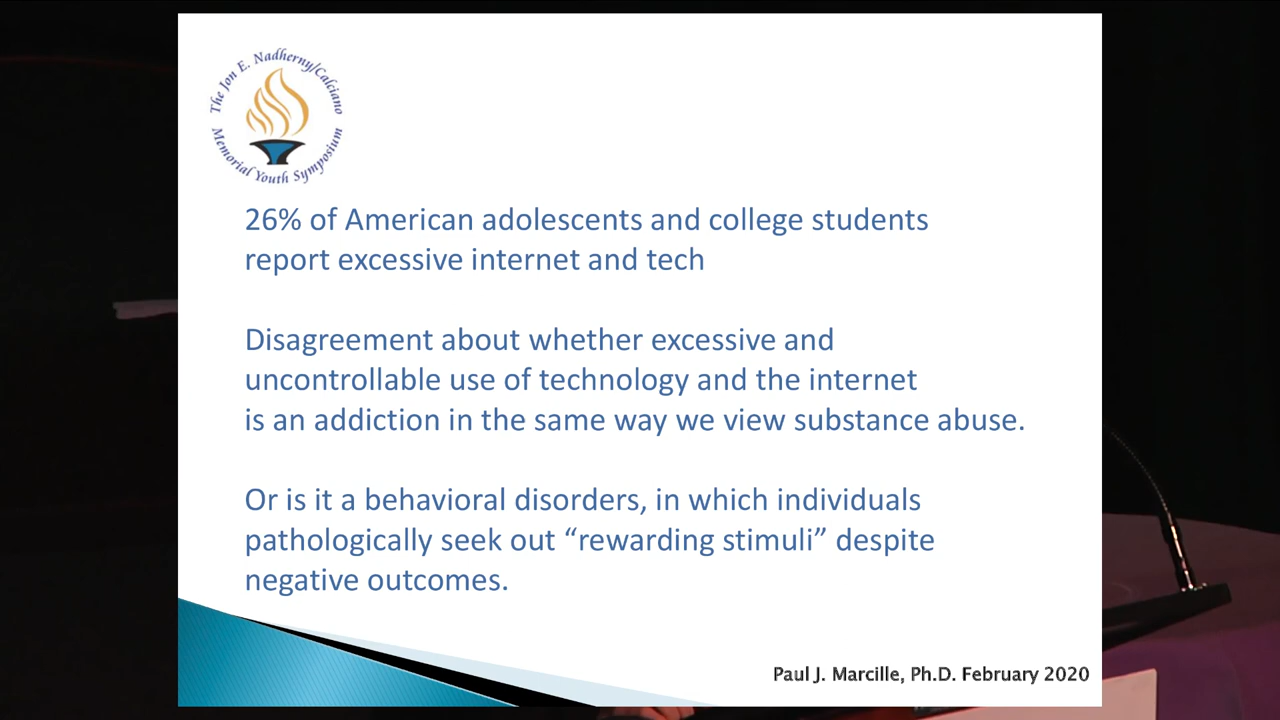 The Jon E. Nadherny/Calciano
Memorial Youth Symposium
26% of American adolescents and college students
report excessive internet and tech
Disagreement about whether excessive and
uncontrollable use of technology and the internet
is an addiction in the same way we view substance abuse.
Or is it a behavioral disorders, in which individuals
pathologically seek out “rewarding stimuli” despite
negative outcomes.
Paul J. Marcille, Ph.D. February 2020